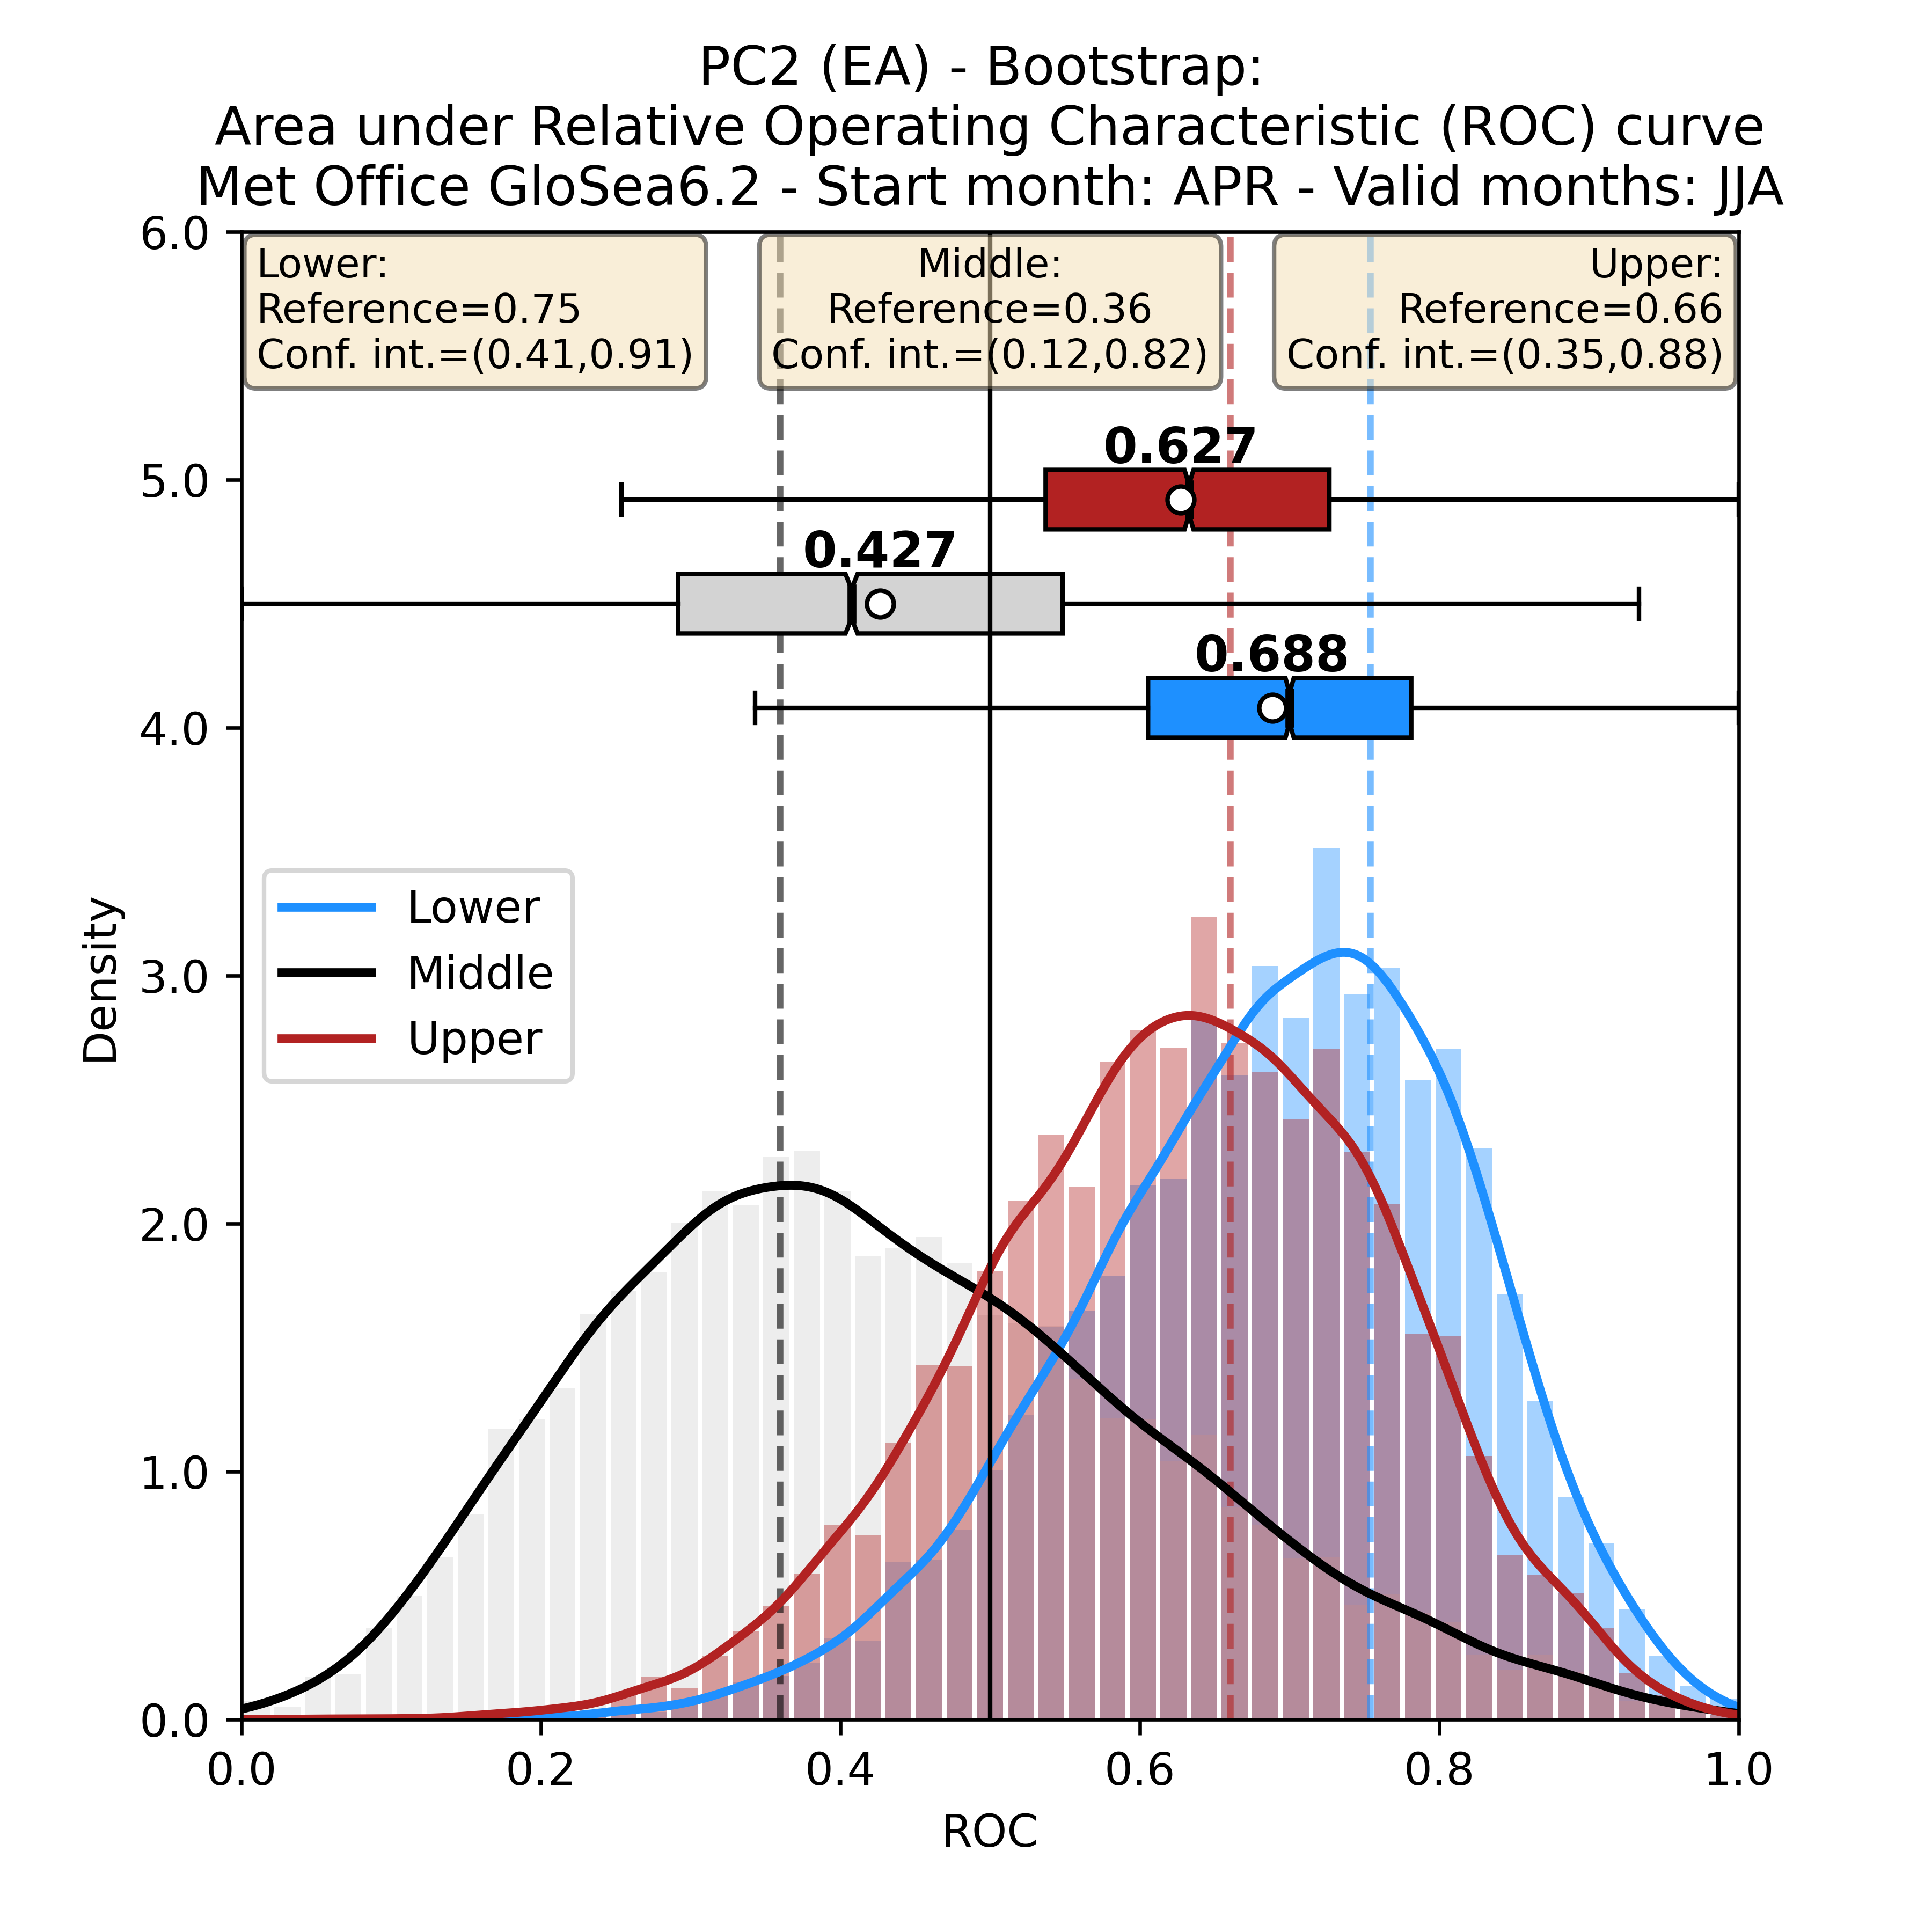 PC2 (EA) - Bootstrap:
Area under Relative Operating Characteristic (ROC) curve
Met Office GloSea6.2 - Start month: APR - Valid months: JJA
Lower:
Reference=0.75
Conf. int.=(0.41,0.91)
Middle:
Reference=0.36
Conf. int.=(0.12,0.82)
Upper:
Reference=0.66
Conf. int.=(0.35,0.88)
0.627
0.427
0.688
Lower
Middle
Upper
Density
6.0
5.0
4.0
3.0
2.0
1.0
0.0
0.0 0.2 0.4 0.6 0.8 1.0
ROC